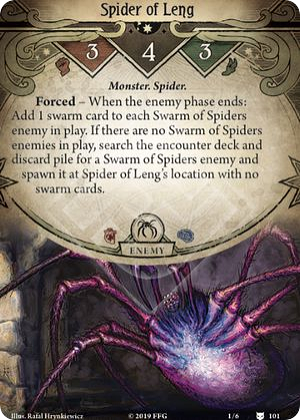 Spider of Leng
3 4 3
Monster. Spider.
Forced – When the enemy phase ends:
Add 1 swarm card to each Swarm of Spiders
enemy in play. If there are no Swarm of Spiders
enemies in play, search the encounter deck and
discard pile for a Swarm of Spiders enemy and
spawn it at Spider of Leng's location with no
swarm cards.
ENEMY
Illus. Rafał Hrynkiewicz © 2019 FFG 1/6 101